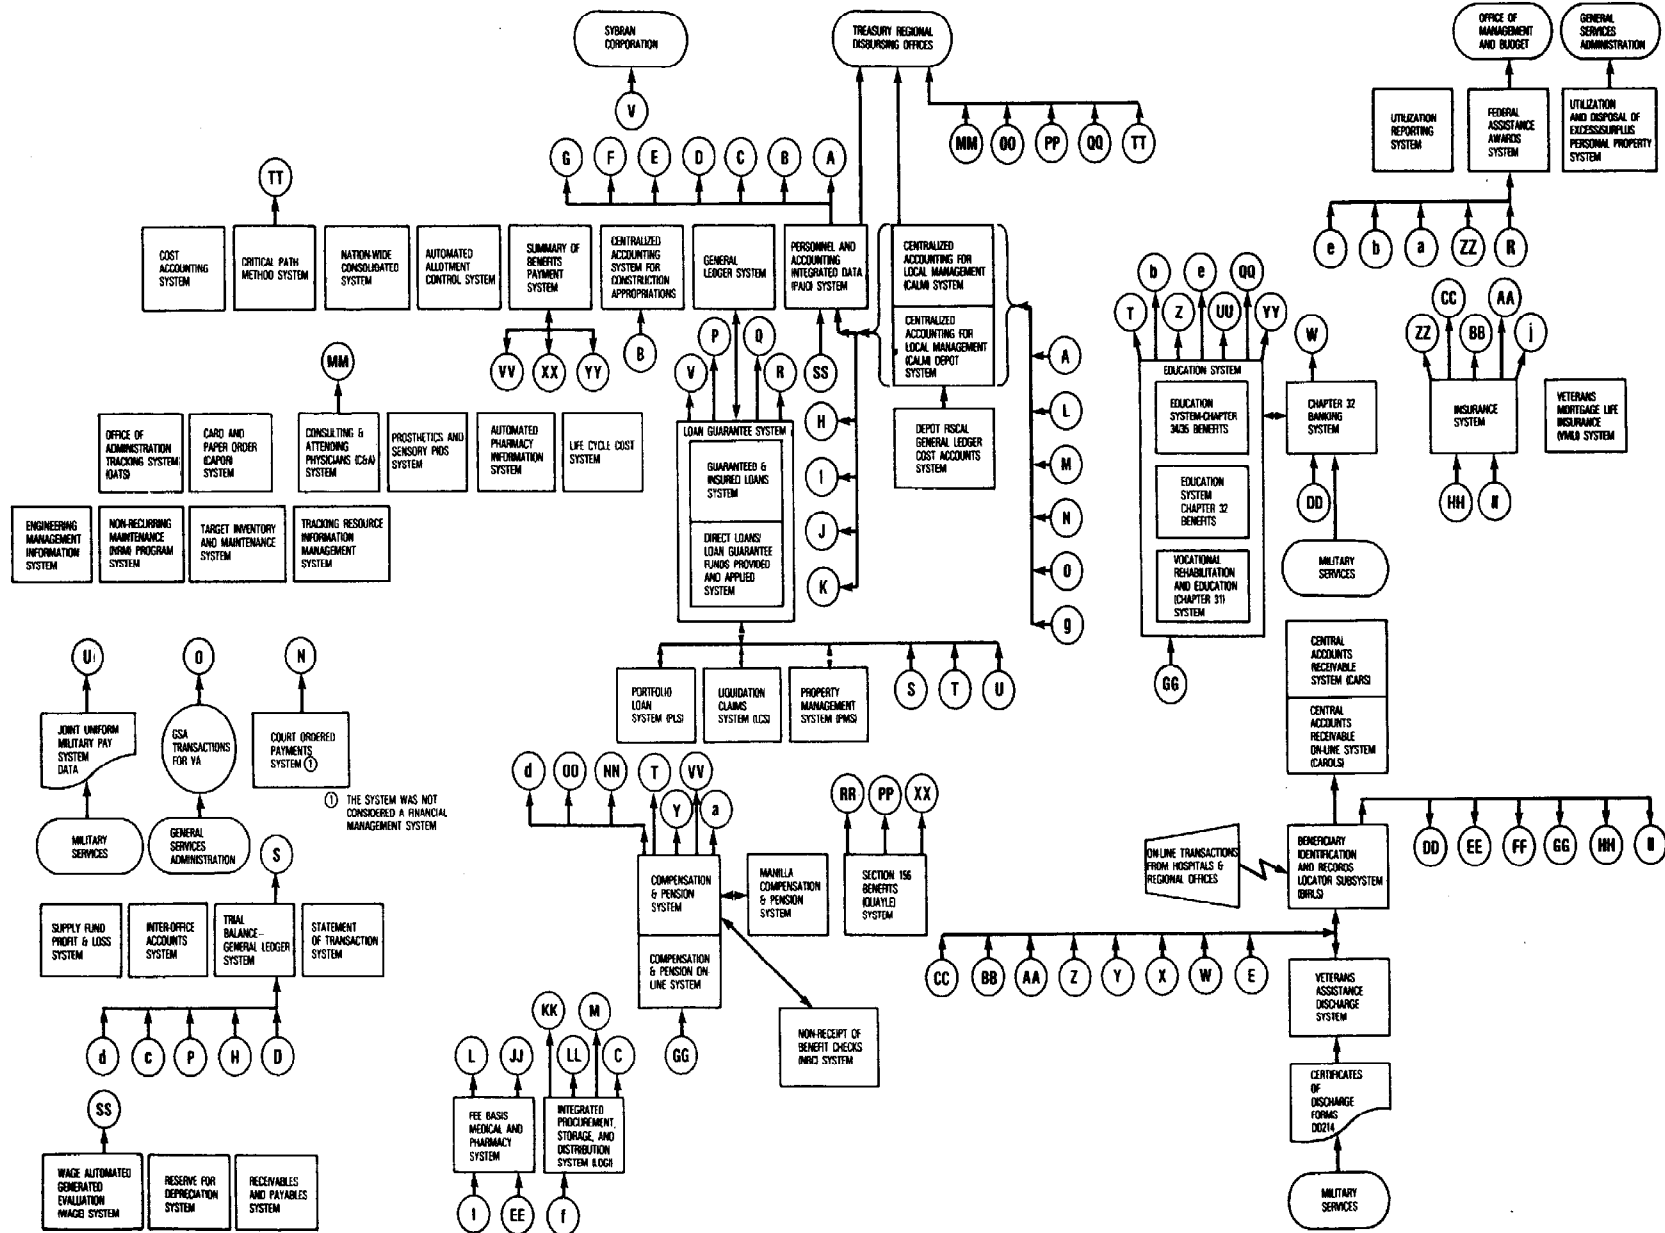 SYBRAN
CORPORATION
TREASURY REGIONAL
DISBURSING OFFICES
OFFICE OF
MANAGEMENT
AND BUDGET
GENERAL
SERVICES
ADMINISTRATION
V
MM
OO
PP
QQ
TT
UTILIZATION
REPORTING
SYSTEM
FEDERAL
ASSISTANCE
AWARDS
SYSTEM
UTILIZATION
AND DISPOSAL OF
EXCESS/SURPLUS
PERSONAL PROPERTY
SYSTEM
G
F
E
D
C
B
A
TT
e
b
a
ZZ
R
COST
ACCOUNTING
SYSTEM
CRITICAL PATH
METHOD SYSTEM
NATION-WIDE
CONSOLIDATED
SYSTEM
AUTOMATED
ALLOTMENT
CONTROL SYSTEM
SUMMARY OF
BENEFITS
PAYMENT
SYSTEM
CENTRALIZED
ACCOUNTING
SYSTEM FOR
CONSTRUCTION
APPROPRIATIONS
GENERAL
LEDGER SYSTEM
PERSONNEL AND
ACCOUNTING
INTEGRATED DATA
(PAID) SYSTEM
CENTRALIZED
ACCOUNTING FOR
LOCAL MANAGEMENT
(CALM) SYSTEM
CENTRALIZED
ACCOUNTING FOR
LOCAL MANAGEMENT
(CALM) DEPOT
SYSTEM
VV
XX
YY
B
V
P
Q
R
SS
H
I
J
K
A
L
M
N
O
g
DEPOT FISCAL
GENERAL LEDGER
COST ACCOUNTS
SYSTEM
T
b
Z
e
UU
QQ
YY
EDUCATION SYSTEM
EDUCATION
SYSTEM-CHAPTER
34/35 BENEFITS
EDUCATION
SYSTEM
CHAPTER 32
BENEFITS
VOCATIONAL
REHABILITATION
AND EDUCATION
(CHAPTER 31)
SYSTEM
GG
W
CHAPTER 32
BANKING
SYSTEM
DD
MILITARY
SERVICES
ZZ
CC
BB
AA
j
INSURANCE
SYSTEM
HH
II
VETERANS
MORTGAGE LIFE
INSURANCE
(VMLI) SYSTEM
MM
OFFICE OF
ADMINISTRATION
TRACKING SYSTEM
(OATS)
CARD AND
PAPER ORDER
(CAPOR)
SYSTEM
CONSULTING &
ATTENDING
PHYSICIANS (C&A)
SYSTEM
PROSTHETICS AND
SENSORY PIDS
SYSTEM
AUTOMATED
PHARMACY
INFORMATION
SYSTEM
LIFE CYCLE COST
SYSTEM
ENGINEERING
MANAGEMENT
INFORMATION
SYSTEM
NON-RECURRING
MAINTENANCE
(NRM) PROGRAM
SYSTEM
TARGET INVENTORY
AND MAINTENANCE
SYSTEM
TRACKING RESOURCE
INFORMATION
MANAGEMENT
SYSTEM
LOAN GUARANTEE SYSTEM
GUARANTEED &
INSURED LOANS
SYSTEM
DIRECT LOANS/
LOAN GUARANTEE
FUNDS PROVIDED
AND APPLIED
SYSTEM
PORTFOLIO
LOAN
SYSTEM (PLS)
LIQUIDATION
CLAIMS
SYSTEM (LCS)
PROPERTY
MANAGEMENT
SYSTEM (PMS)
S
T
U
CENTRAL
ACCOUNTS
RECEIVABLE
SYSTEM (CARS)
CENTRAL
ACCOUNTS
RECEIVABLE
ON-LINE SYSTEM
(CAROLS)
U
O
N
JOINT UNIFORM
MILITARY PAY
SYSTEM
DATA
GSA
TRANSACTIONS
FOR VA
COURT ORDERED
PAYMENTS
SYSTEM ①
① THE SYSTEM WAS NOT
CONSIDERED A FINANCIAL
MANAGEMENT SYSTEM
MILITARY
SERVICES
GENERAL
SERVICES
ADMINISTRATION
S
SUPPLY FUND
PROFIT & LOSS
SYSTEM
INTER-OFFICE
ACCOUNTS
SYSTEM
TRIAL
BALANCE-
GENERAL LEDGER
SYSTEM
STATEMENT
OF TRANSACTION
SYSTEM
d
c
P
H
D
SS
WAGE AUTOMATED
GENERATED
EVALUATION
(WAGE) SYSTEM
RESERVE FOR
DEPRECIATION
SYSTEM
RECEIVABLES
AND PAYABLES
SYSTEM
d
OO
NN
T
Y
VV
a
COMPENSATION
& PENSION
SYSTEM
COMPENSATION
& PENSION ON-
LINE SYSTEM
GG
MANILLA
COMPENSATION
& PENSION
SYSTEM
RR
PP
XX
SECTION 156
BENEFITS
(QUAYLE)
SYSTEM
NON-RECEIPT OF
BENEFIT CHECKS
(NRC) SYSTEM
L
JJ
KK
LL
M
C
FEE BASIS
MEDICAL AND
PHARMACY
SYSTEM
INTEGRATED
PROCUREMENT,
STORAGE, AND
DISTRIBUTION
SYSTEM (LOG I)
I
EE
f
ON-LINE TRANSACTIONS
FROM HOSPITALS &
REGIONAL OFFICES
BENEFICIARY
IDENTIFICATION
AND RECORDS
LOCATOR SUBSYSTEM
(BIRLS)
DD
EE
FF
GG
HH
II
CC
BB
AA
Z
Y
X
W
E
VETERANS
ASSISTANCE
DISCHARGE
SYSTEM
CERTIFICATES
OF
DISCHARGE
FORMS
DD214
MILITARY
SERVICES